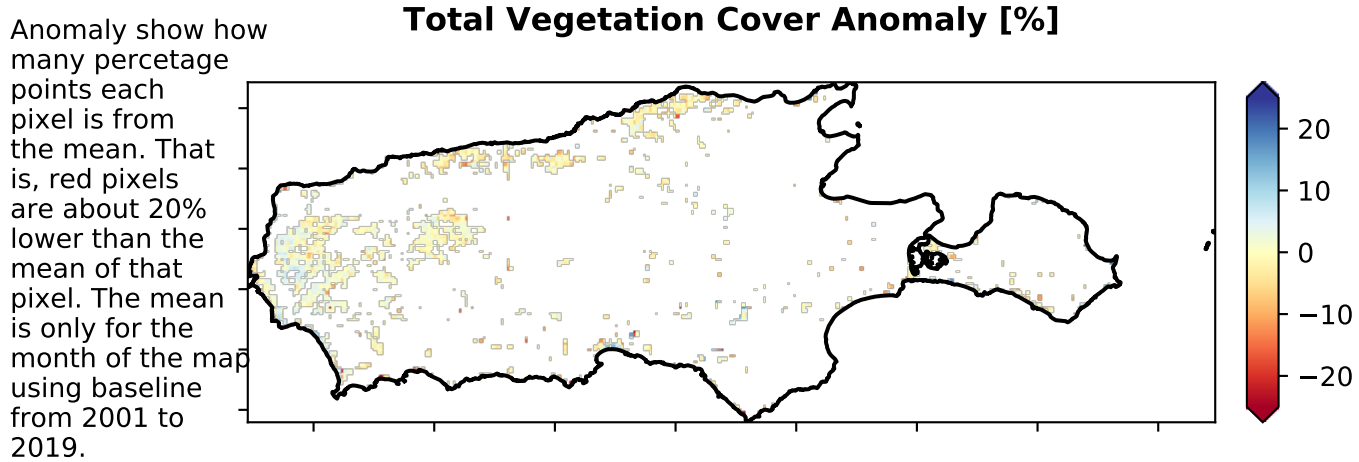 Total Vegetation Cover Anomaly [%]
Anomaly show how
many percetage
points each
pixel is from
the mean. That
is, red pixels
are about 20%
lower than the
mean of that
pixel. The mean
is only for the
month of the map
using baseline
from 2001 to
2019.
20
10
0
−10
−20